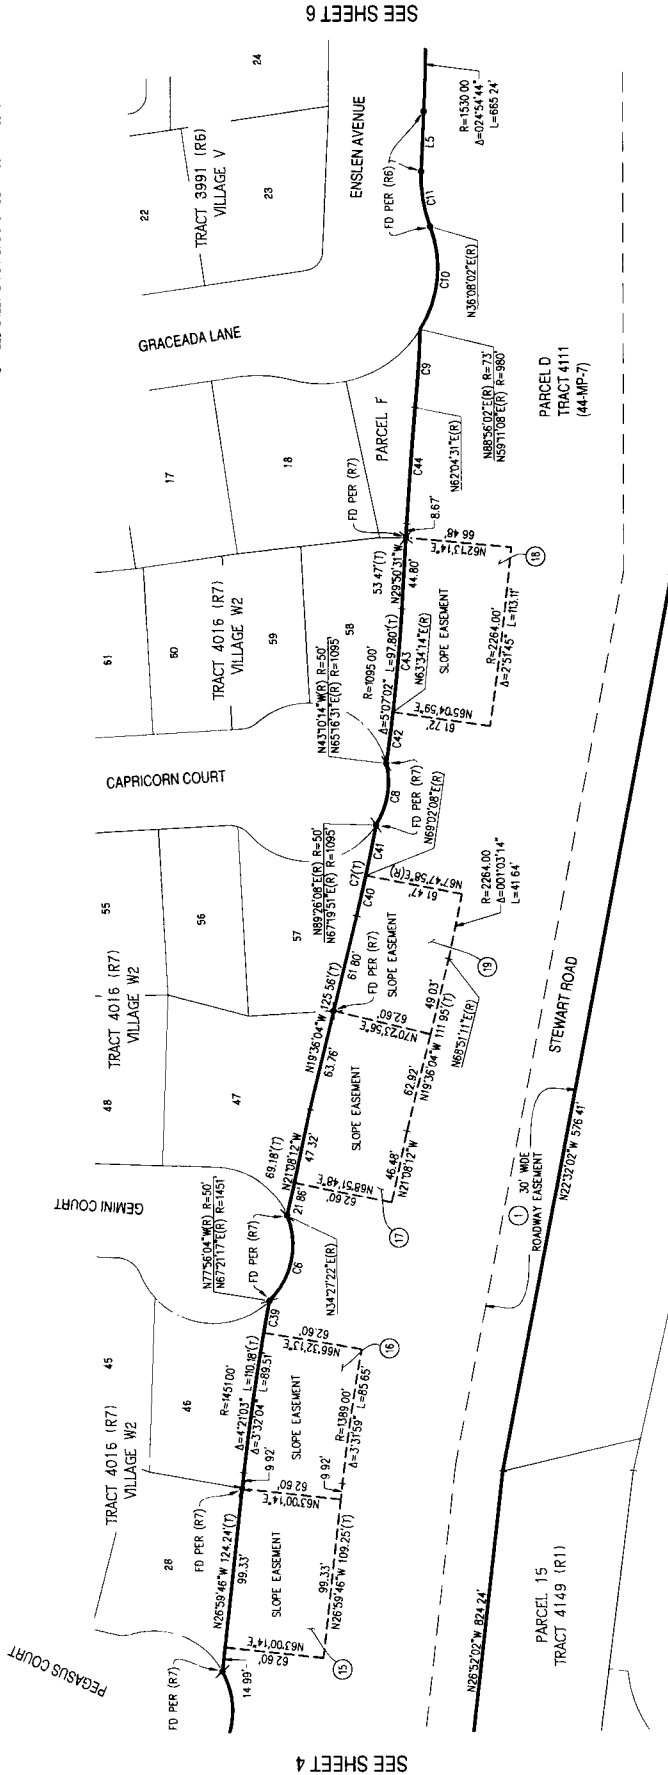 SEE SHEET 6
24
22
TRACT 3991 (R6)
VILLAGE V
23
ENSLEN AVENUE
FD PER (R6)
L5
R=1530.00
Δ=024°54'44"
L=665.24'
C11
C10
N36°08'02"E(R)
GRACEADA LANE
C9
N88°56'02"E(R) R=73'
N59°11'08"E(R) R=980'
PARCEL D
TRACT 4111
(44-MP-7)
17
18
PARCEL F
C44
N62°04'31"E(R)
FD PER (R7)
8.67'
66.48'
N62°13'14"E
18
61
60
TRACT 4016 (R7)
VILLAGE W2
59
58
53.47'(T)
N29°50'31"W
44.80'
R=1095.00'
Δ=5°07'02" L=97.80'(T)
C43
N63°34'14"E(R)
SLOPE EASEMENT
R=2264.00'
Δ=2°51'45" L=113.11'
N65°04'59"E
61.72'
N43°10'14"W(R) R=50'
N65°16'31"E(R) R=1095'
C42
CAPRICORN COURT
C8
FD PER (R7)
N69°02'08"E(R)
C41
N89°26'08"E(R) R=50'
N67°19'51"E(R) R=1095'
C7(T)
C40
N67°47'58"E(R)
61.47'
R=2264.00
Δ=001°03'14"
L=41.64'
55
56
57
TRACT 4016 (R7)
VILLAGE W2
N19°36'04"W 125.56'(T)
61.80'
FD PER (R7)
SLOPE EASEMENT
19
49.03'
N68°51'11"E(R)
62.60'
N70°23'56"E
63.76'
62.92'
N19°36'04"W 111.95'(T)
48
47
SLOPE EASEMENT
69.18'(T)
N21°08'12"W
47.32'
46.48'
N21°08'12"W
N68°51'48"E
62.60'
21.86'
17
STEWART ROAD
N22°32'02"W 576.41'
1
30' WIDE
ROADWAY EASEMENT
GEMINI COURT
N77°56'04"W(R) R=50'
N67°21'17"E(R) R=1451'
FD PER (R7)
C6
N34°27'22"E(R)
C39
62.60'
N66°32'13"E
16
45
46
TRACT 4016 (R7)
VILLAGE W2
R=1451.00'
Δ=4°21'03" L=110.18'(T)
Δ=3°32'04" L=89.51'
SLOPE EASEMENT
R=1389.00'
Δ=3°31'59" L=85.65'
9.92'
62.60'
N63°00'14"E
9.92'
FD PER (R7)
28
N26°59'46"W 124.24'(T)
99.33'
SLOPE EASEMENT
99.33'
N26°59'46"W 109.25'(T)
N63°00'14"E
62.60'
15
14.99'
FD PER (R7)
PEGASUS COURT
N26°52'02"W 824.24'
PARCEL 15
TRACT 4149 (R1)
SEE SHEET 4